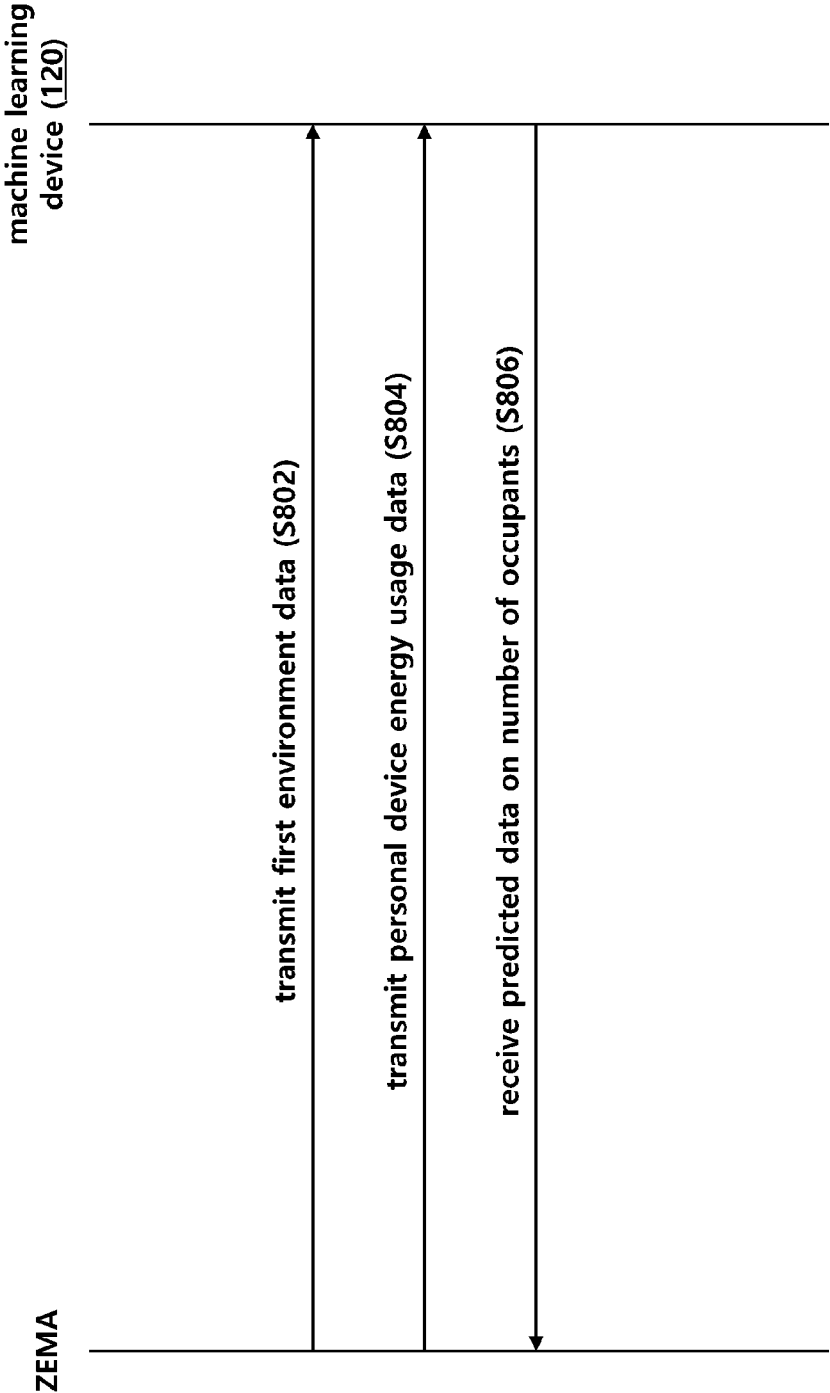 ZEMA
machine learning
device (120)
transmit first environment data (S802)
transmit personal device energy usage data (S804)
receive predicted data on number of occupants (S806)